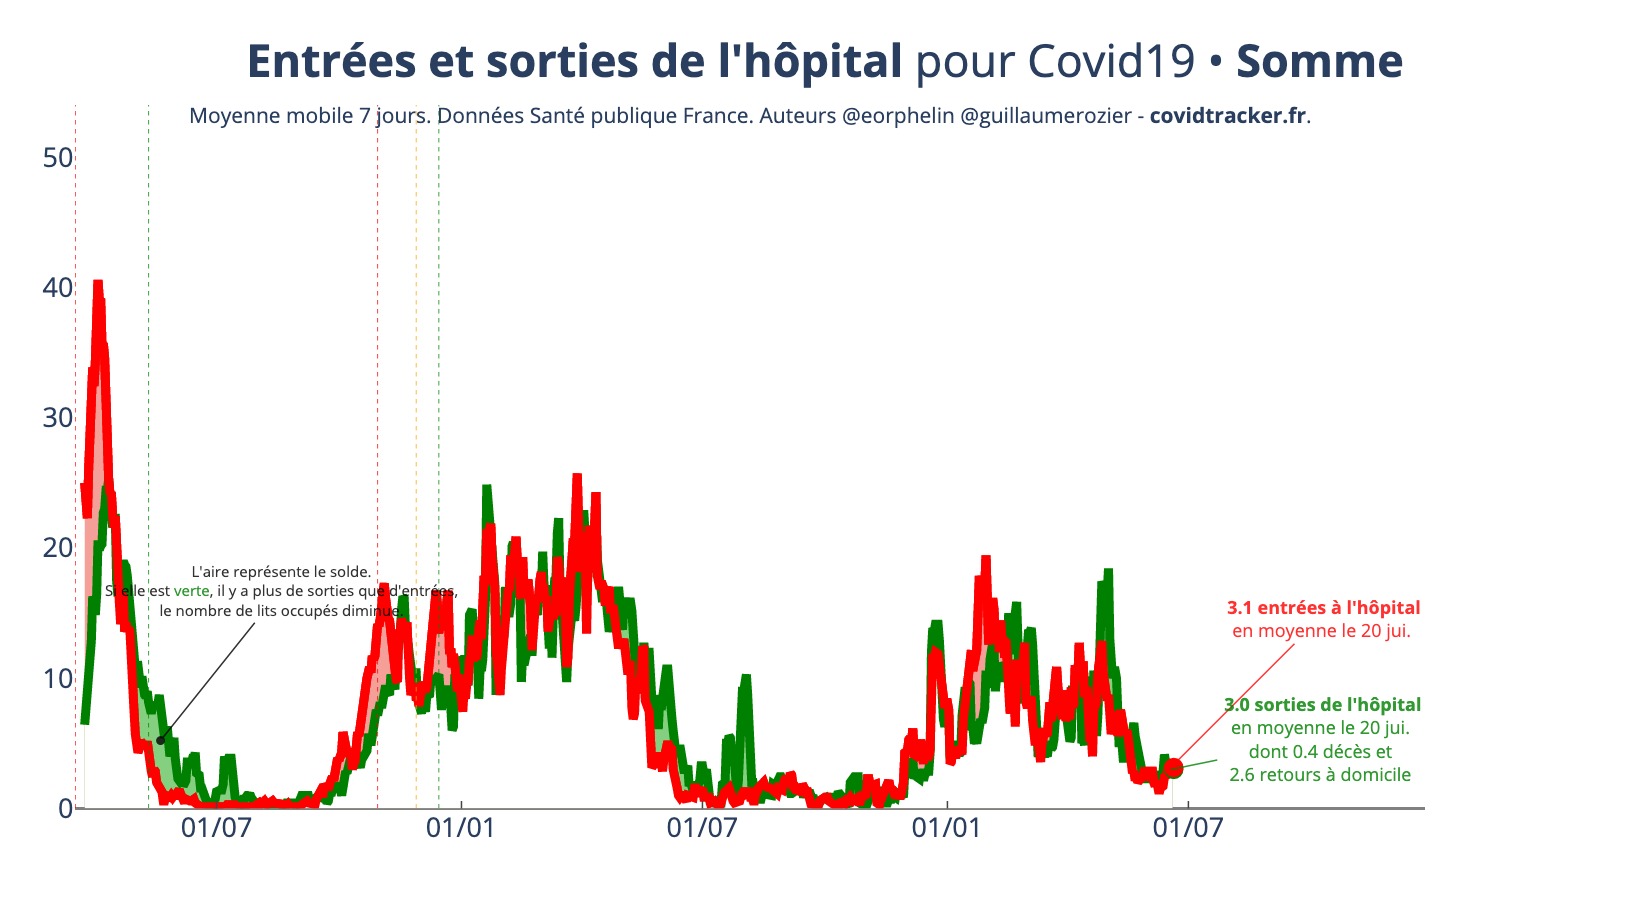 Entrées et sorties de l'hôpital pour Covid19 • Somme
Moyenne mobile 7 jours. Données Santé publique France. Auteurs @eorphelin @guillaumerozier - covidtracker.fr.
50
40
30
20
10
0
L'aire représente le solde.
Si elle est verte, il y a plus de sorties que d'entrées,
le nombre de lits occupés diminue.
3.1 entrées à l'hôpital
en moyenne le 20 jui.
3.0 sorties de l'hôpital
en moyenne le 20 jui.
dont 0.4 décès et
2.6 retours à domicile
01/07
01/01
01/07
01/01
01/07